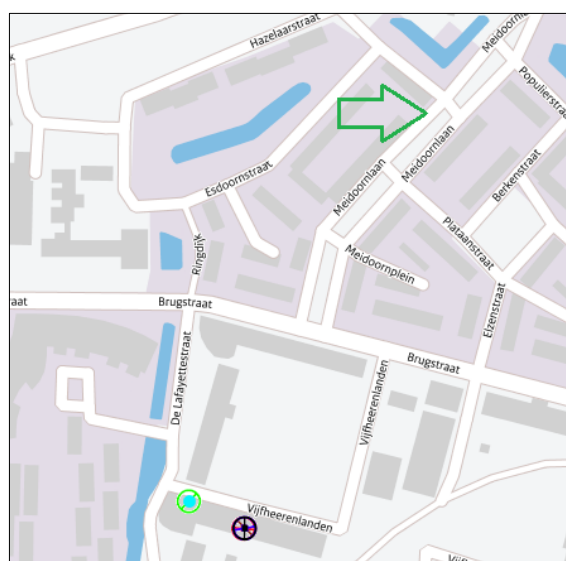 Hazelaarstraat
Meidoornlaan
Populierstraat
Meidoornlaan
Berkenstraat
Esdoornstraat
Meidoornlaan
Plataanstraat
Ringdijk
Meidoornplein
raat
Brugstraat
Elzenstraat
Brugstraat
De Lafayettestraat
Vijfheerenlanden
Vijfheerenlanden